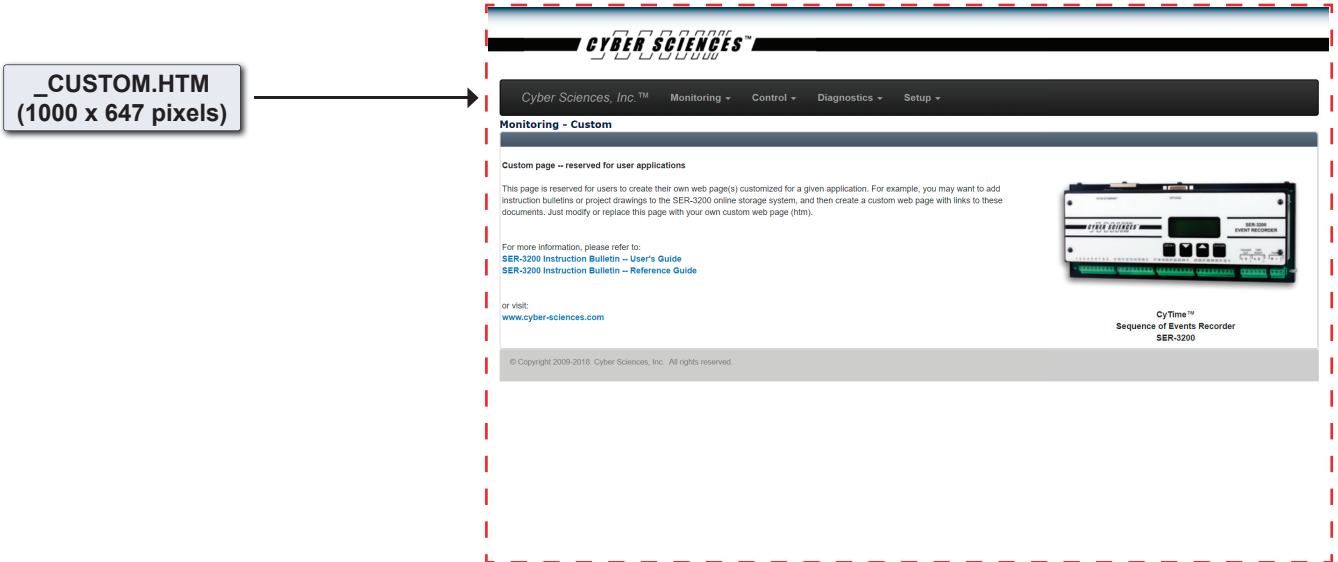 _CUSTOM.HTM
(1000 x 647 pixels)
CYBER SCIENCES™
Cyber Sciences, Inc.™ Monitoring Control Diagnostics Setup
Monitoring - Custom
Custom page -- reserved for user applications
This page is reserved for users to create their own web page(s) customized for a given application. For example, you may want to add
instruction bulletins or project drawings to the SER-3200 online storage system, and then create a custom web page with links to these
documents. Just modify or replace this page with your own custom web page (htm).
For more information, please refer to:
SER-3200 Instruction Bulletin -- User's Guide
SER-3200 Instruction Bulletin -- Reference Guide
or visit:
www.cyber-sciences.com
CYBER SCIENCES
SER-3200
EVENT RECORDER
CyTime™
Sequence of Events Recorder
SER-3200
© Copyright 2009-2018. Cyber Sciences, Inc. All rights reserved.